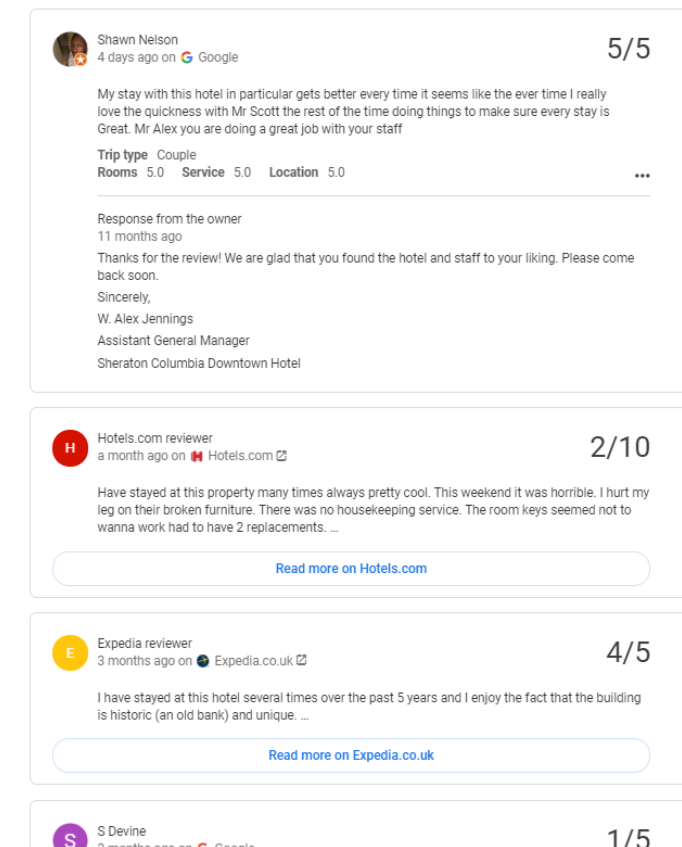 Shawn Nelson
4 days ago on Google
5/5
My stay with this hotel in particular gets better every time it seems like the ever time I really
love the quickness with Mr Scott the rest of the time doing things to make sure every stay is
Great. Mr Alex you are doing a great job with your staff
Trip type Couple
Rooms 5.0 Service 5.0 Location 5.0
Response from the owner
11 months ago
Thanks for the review! We are glad that you found the hotel and staff to your liking. Please come
back soon.
Sincerely,
W. Alex Jennings
Assistant General Manager
Sheraton Columbia Downtown Hotel
H
Hotels.com reviewer
a month ago on H Hotels.com
2/10
Have stayed at this property many times always pretty cool. This weekend it was horrible. I hurt my
leg on their broken furniture. There was no housekeeping service. The room keys seemed not to
wanna work had to have 2 replacements. ...
Read more on Hotels.com
E
Expedia reviewer
3 months ago on Expedia.co.uk
4/5
I have stayed at this hotel several times over the past 5 years and I enjoy the fact that the building
is historic (an old bank) and unique. ...
Read more on Expedia.co.uk
S
S Devine
months ago on Google
1/5